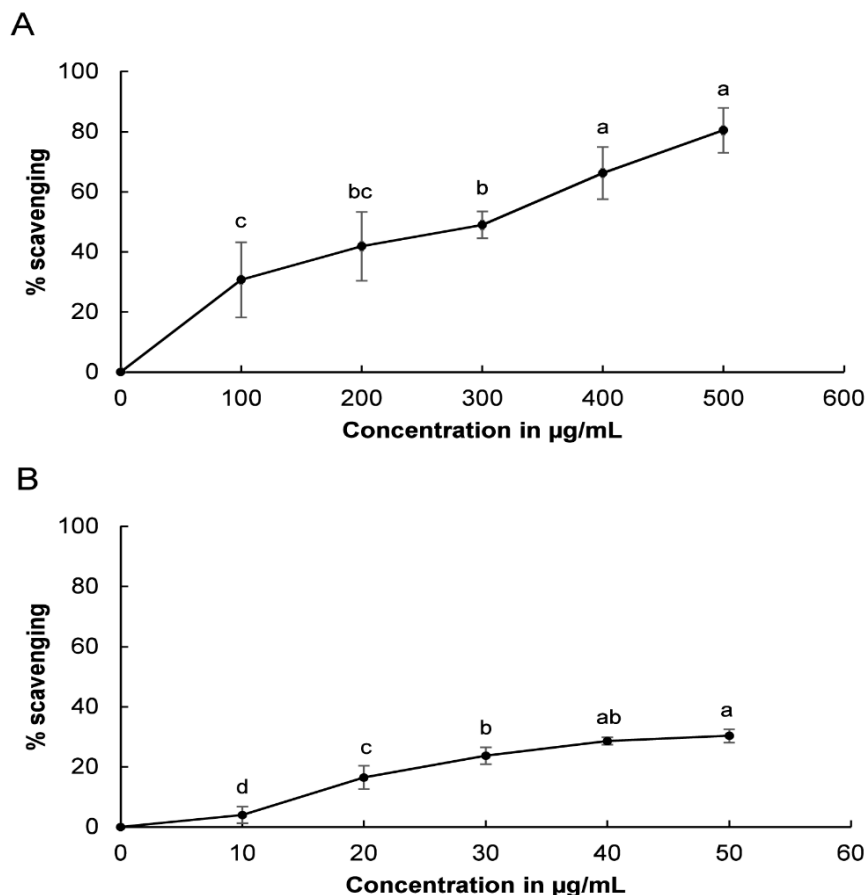 A
100
80
60
40
20
0
% scavenging
c
bc
b
a
a
0 100 200 300 400 500 600
Concentration in µg/mL
B
100
80
60
40
20
0
% scavenging
d
c
b
ab
a
0 10 20 30 40 50 60
Concentration in µg/mL